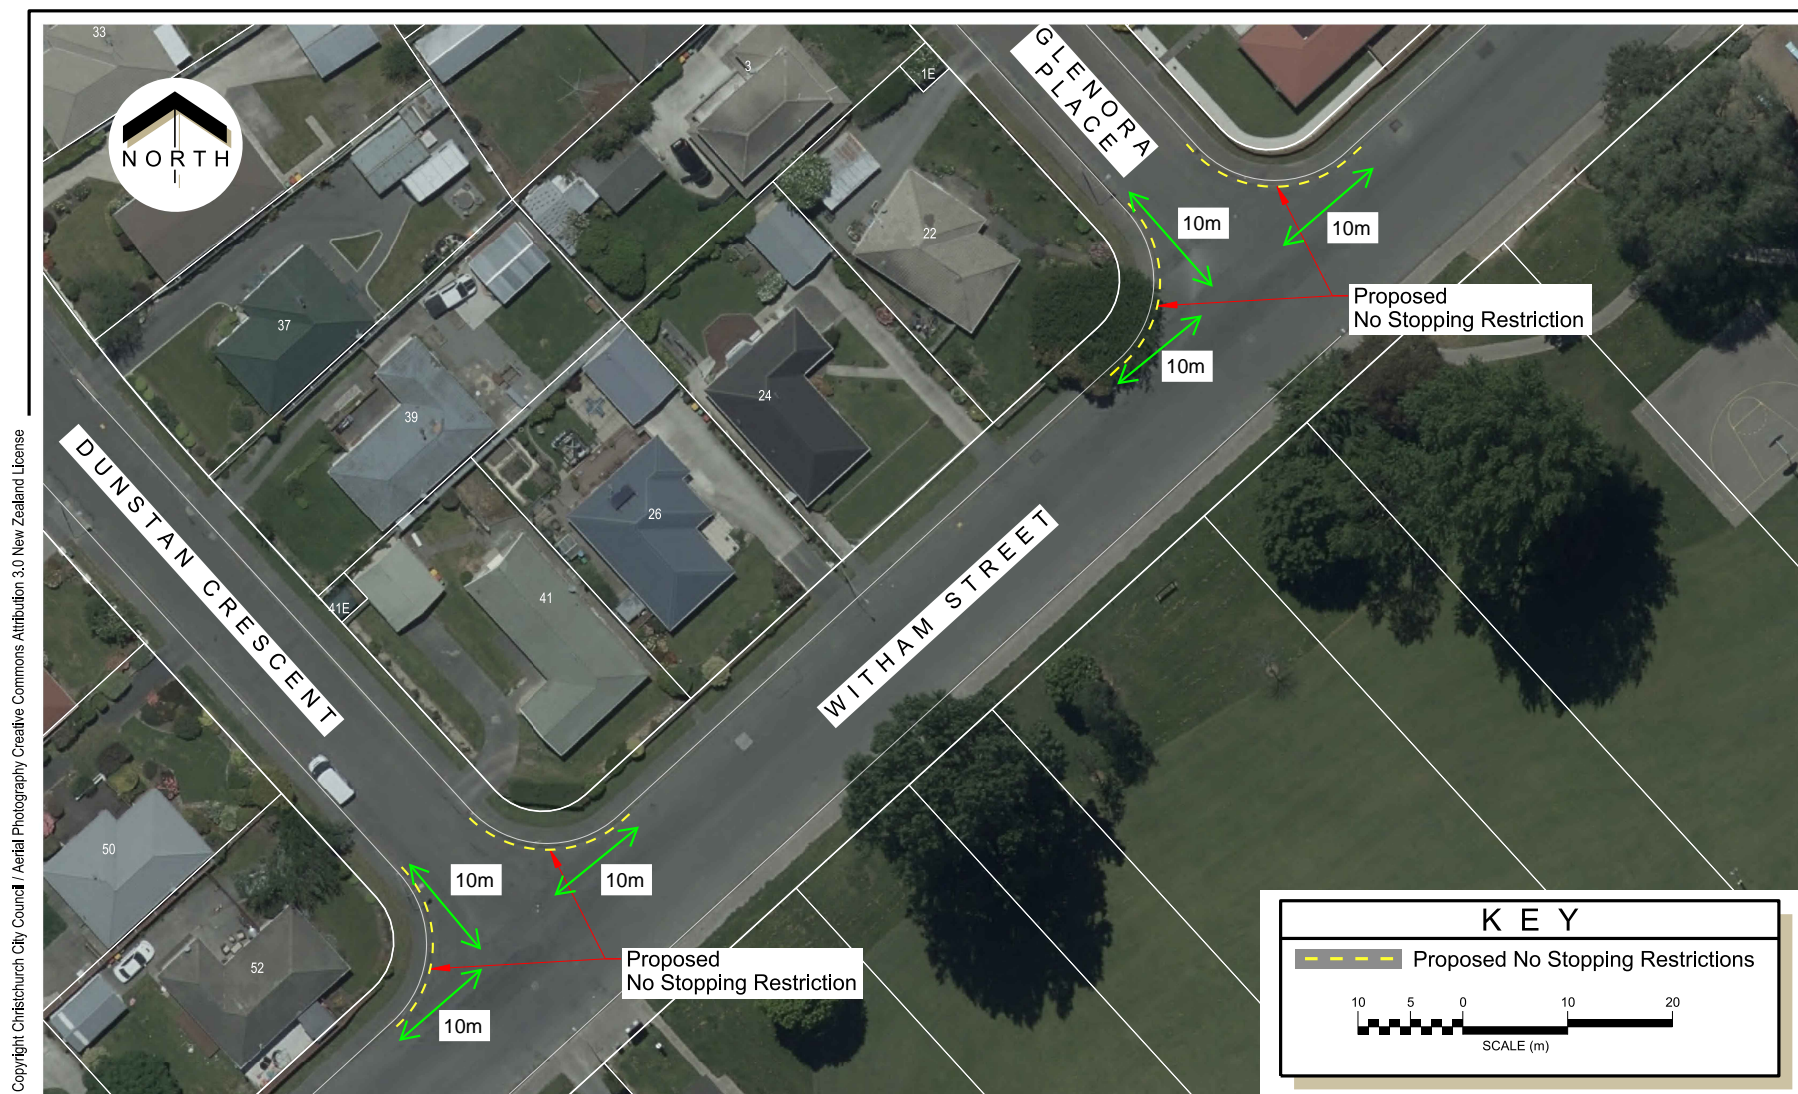 33
NORTH
3
1E
GLENORA
PLACE
10m
10m
22
Proposed
No Stopping Restriction
10m
37
24
39
DUNSTAN CRESCENT
26
WITHAM STREET
41E
41
50
10m
10m
52
Proposed
No Stopping Restriction
10m
KEY
Proposed No Stopping Restrictions
10 5 0 10 20
SCALE (m)
Copyright Christchurch City Council / Aerial Photography Creative Commons Attribution 3.0 New Zealand License